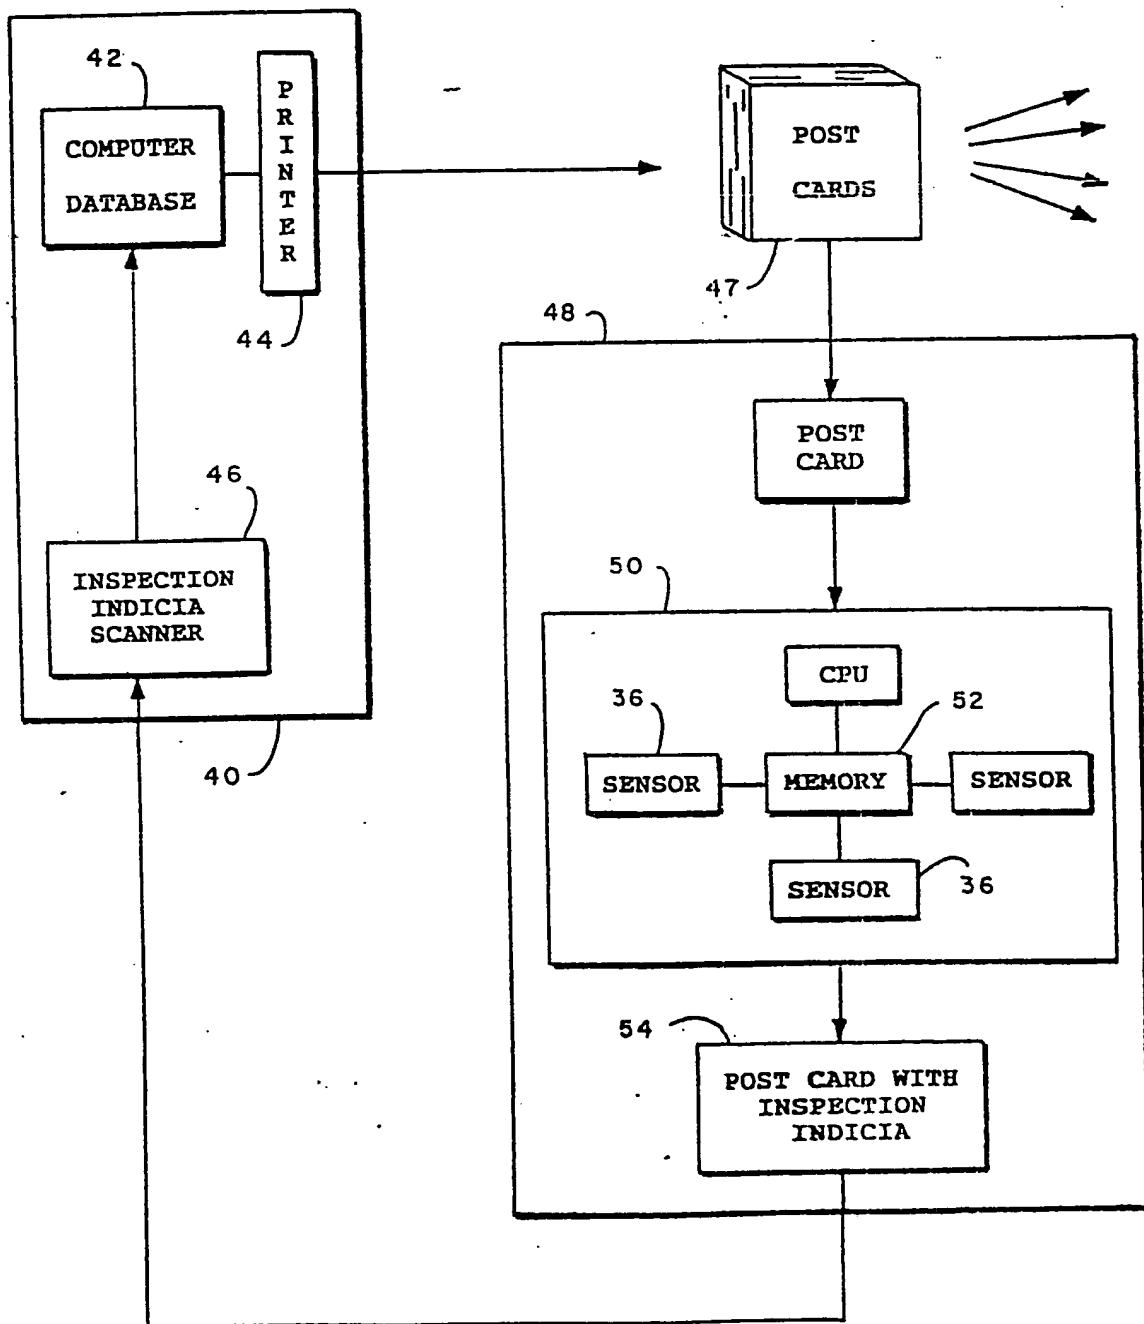 42
COMPUTER
DATABASE
PRINTER
44
POST
CARDS
47
48
POST
CARD
46
INSPECTION
INDICIA
SCANNER
40
50
CPU
36
52
SENSOR
MEMORY
SENSOR
SENSOR
36
54
POST CARD WITH
INSPECTION
INDICIA